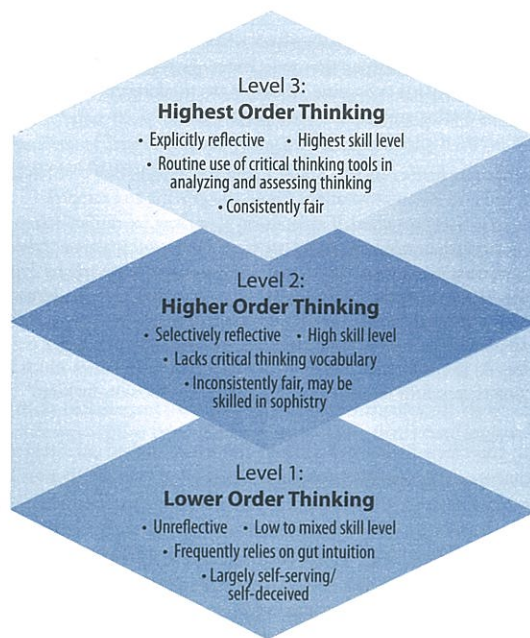 Level 3:
Highest Order Thinking
• Explicitly reflective • Highest skill level
• Routine use of critical thinking tools in
analyzing and assessing thinking
• Consistently fair
Level 2:
Higher Order Thinking
• Selectively reflective • High skill level
• Lacks critical thinking vocabulary
• Inconsistently fair, may be
skilled in sophistry
Level 1:
Lower Order Thinking
• Unreflective • Low to mixed skill level
• Frequently relies on gut intuition
• Largely self-serving/
self-deceived